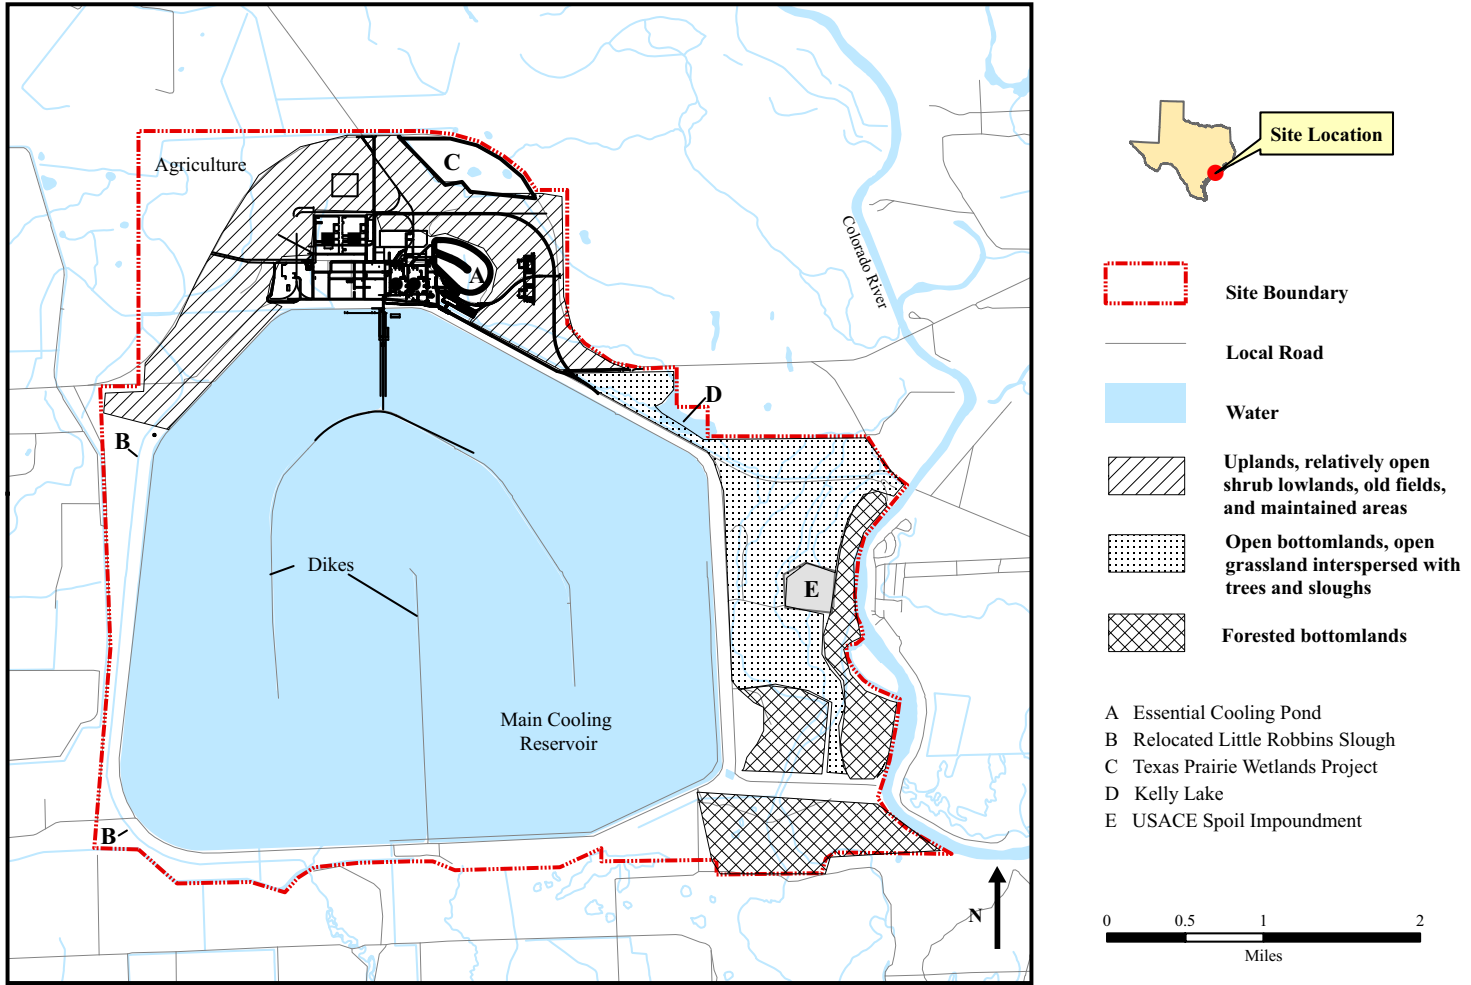 Agriculture
C
A
Colorado River
D
B
Dikes
E
Main Cooling
Reservoir
B
N
Site Location
Site Boundary
Local Road
Water
Uplands, relatively open
shrub lowlands, old fields,
and maintained areas
Open bottomlands, open
grassland interspersed with
trees and sloughs
Forested bottomlands
A Essential Cooling Pond
B Relocated Little Robbins Slough
C Texas Prairie Wetlands Project
D Kelly Lake
E USACE Spoil Impoundment
0 0.5 1 2
Miles